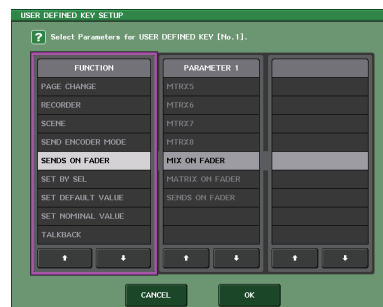 USER DEFINED KEY SETUP
? Select Parameters for USER DEFINED KEY [No.1].
FUNCTION
PAGE CHANGE
RECORDER
SCENE
SEND ENCODER MODE
SENDS ON FADER
SET BY SEL
SET DEFAULT VALUE
SET NOMINAL VALUE
TALKBACK
PARAMETER 1
MTRX5
MTRX6
MTRX7
MTRX8
MIX ON FADER
MATRIX ON FADER
SENDS ON FADER
CANCEL
OK